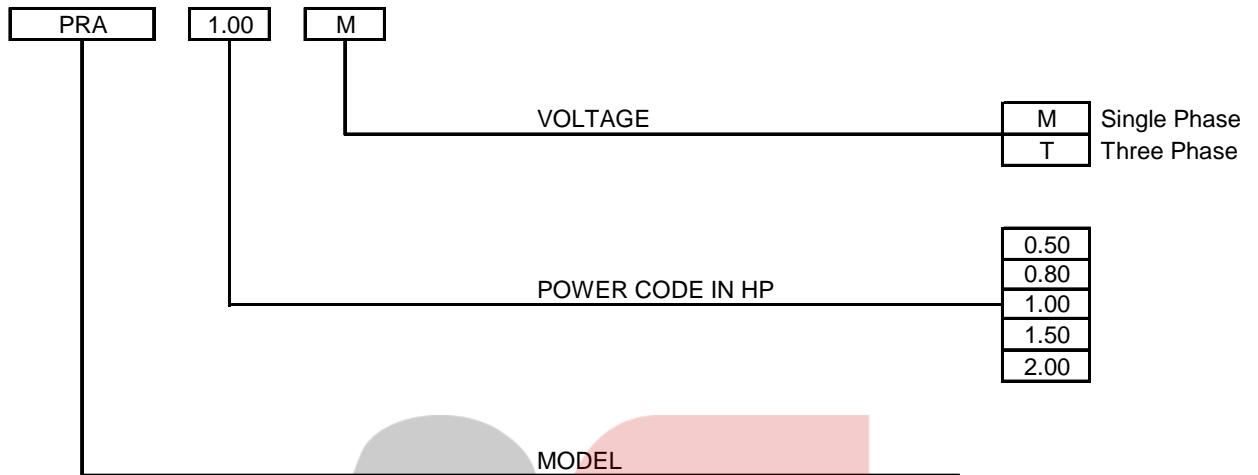 PRA 1.00 M
VOLTAGE M Single Phase
T Three Phase
0.50
0.80
POWER CODE IN HP 1.00
1.50
2.00
MODEL